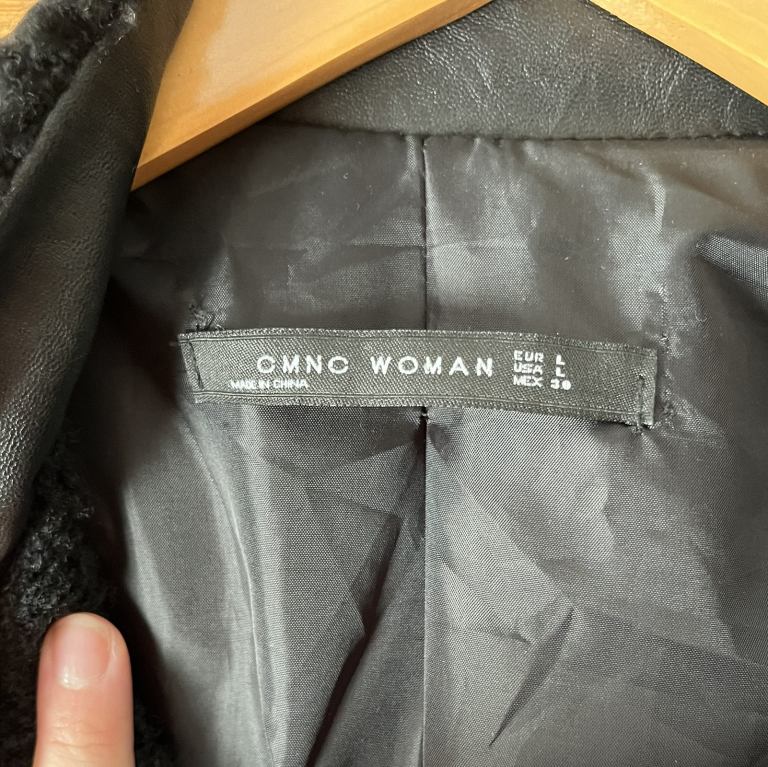 CMNC WOMAN
MADE IN CHINA
EUR L
USA L
MEX 30